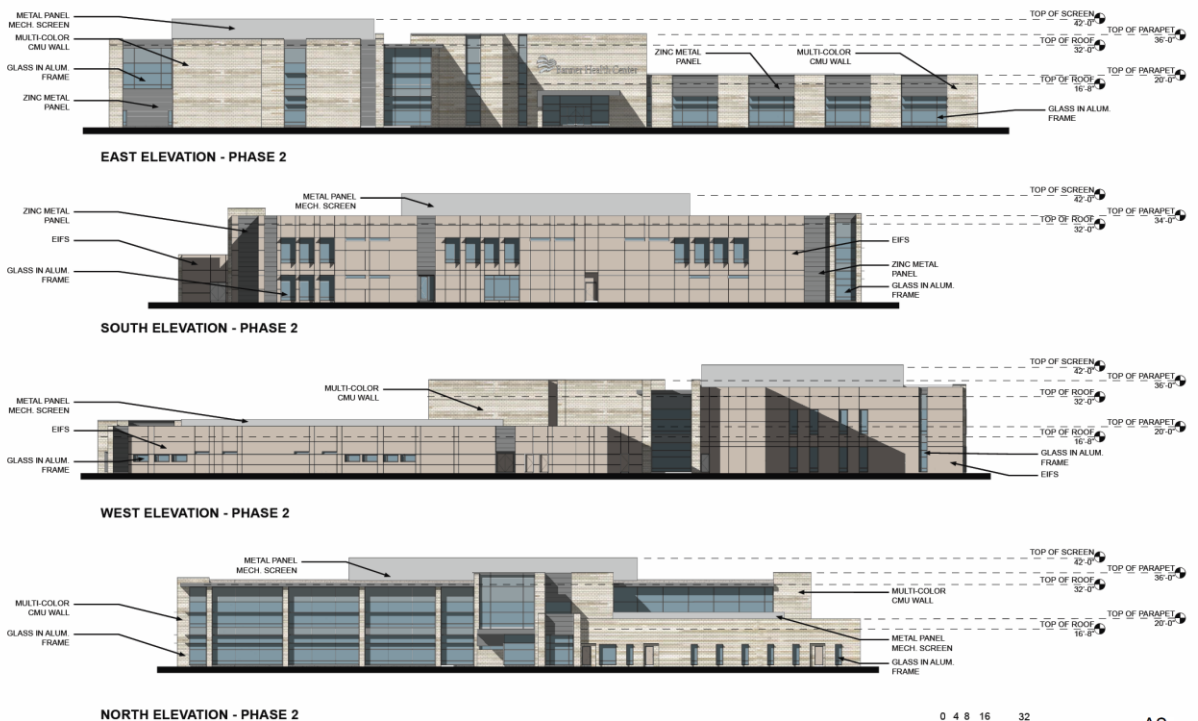 METAL PANEL
MECH. SCREEN
MULTI-COLOR
CMU WALL
GLASS IN ALUM.
FRAME
ZINC METAL
PANEL
Banner Health Center
ZINC METAL
PANEL
MULTI-COLOR
CMU WALL
TOP OF SCREEN
42'-0"
TOP OF PARAPET
36'-0"
TOP OF ROOF
32'-0"
TOP OF PARAPET
20'-0"
TOP OF ROOF
16'-8"
GLASS IN ALUM.
FRAME
EAST ELEVATION - PHASE 2
METAL PANEL
MECH. SCREEN
ZINC METAL
PANEL
EIFS
GLASS IN ALUM.
FRAME
TOP OF SCREEN
42'-0"
TOP OF PARAPET
34'-0"
TOP OF ROOF
32'-0"
EIFS
ZINC METAL
PANEL
GLASS IN ALUM.
FRAME
SOUTH ELEVATION - PHASE 2
MULTI-COLOR
CMU WALL
METAL PANEL
MECH. SCREEN
EIFS
GLASS IN ALUM.
FRAME
TOP OF SCREEN
42'-0"
TOP OF PARAPET
36'-0"
TOP OF ROOF
32'-0"
TOP OF PARAPET
20'-0"
TOP OF ROOF
16'-8"
GLASS IN ALUM.
FRAME
EIFS
WEST ELEVATION - PHASE 2
METAL PANEL
MECH. SCREEN
MULTI-COLOR
CMU WALL
GLASS IN ALUM.
FRAME
TOP OF SCREEN
42'-0"
TOP OF PARAPET
36'-0"
TOP OF ROOF
32'-0"
MULTI-COLOR
CMU WALL
TOP OF PARAPET
20'-0"
TOP OF ROOF
16'-8"
METAL PANEL
MECH. SCREEN
GLASS IN ALUM.
FRAME
NORTH ELEVATION - PHASE 2
0 4 8 16 32